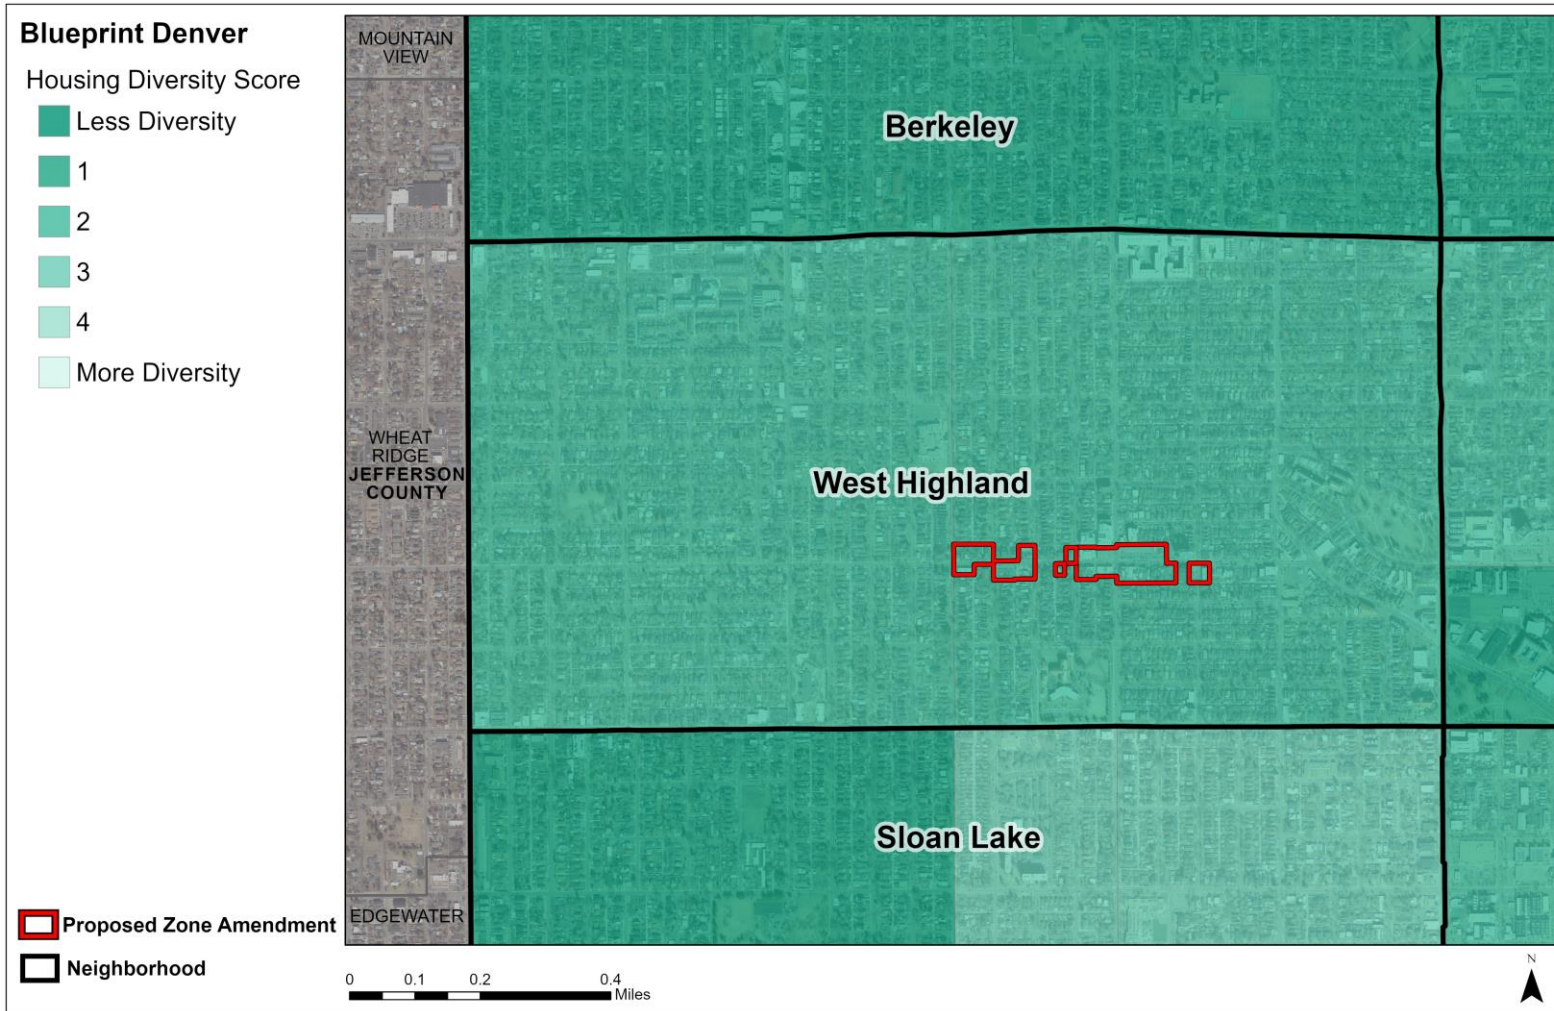 Blueprint Denver
Housing Diversity Score
Less Diversity
1
2
3
4
More Diversity
Proposed Zone Amendment
Neighborhood
MOUNTAIN
VIEW
Berkeley
WHEAT
RIDGE
JEFFERSON
COUNTY
West Highland
Sloan Lake
EDGEWATER
0 0.1 0.2 0.4
Miles
N